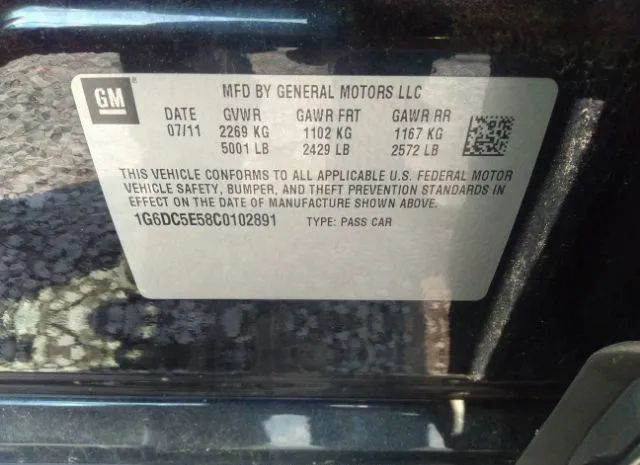 GM
MFD BY GENERAL MOTORS LLC
DATE GVWR GAWR FRT GAWR RR
07/11 2269 KG 1102 KG 1167 KG
5001 LB 2429 LB 2572 LB
THIS VEHICLE CONFORMS TO ALL APPLICABLE U.S. FEDERAL MOTOR
VEHICLE SAFETY, BUMPER, AND THEFT PREVENTION STANDARDS IN
EFFECT ON THE DATE OF MANUFACTURE SHOWN ABOVE.
1G6DC5E58C0102891 TYPE: PASS CAR